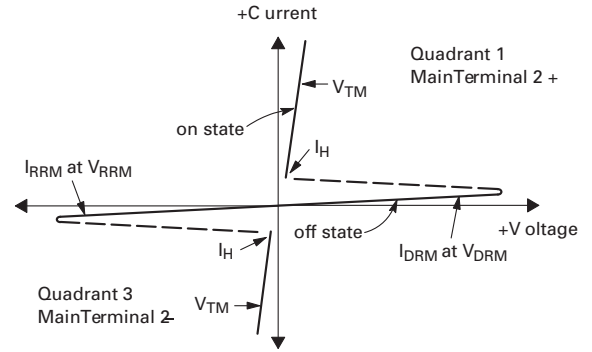 +C urrent
Quadrant 1
MainTerminal 2 +
VTM
on state
IH
IRRM at VRRM
+V oltage
off state
IH
IDRM at VDRM
Quadrant 3
MainTerminal 2-
VTM